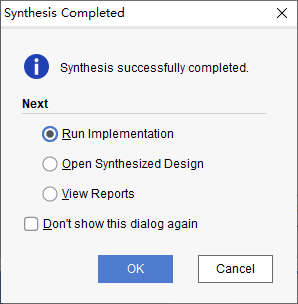 Synthesis Completed
Synthesis successfully completed.
Next
Run Implementation
Open Synthesized Design
View Reports
Don't show this dialog again
OK
Cancel